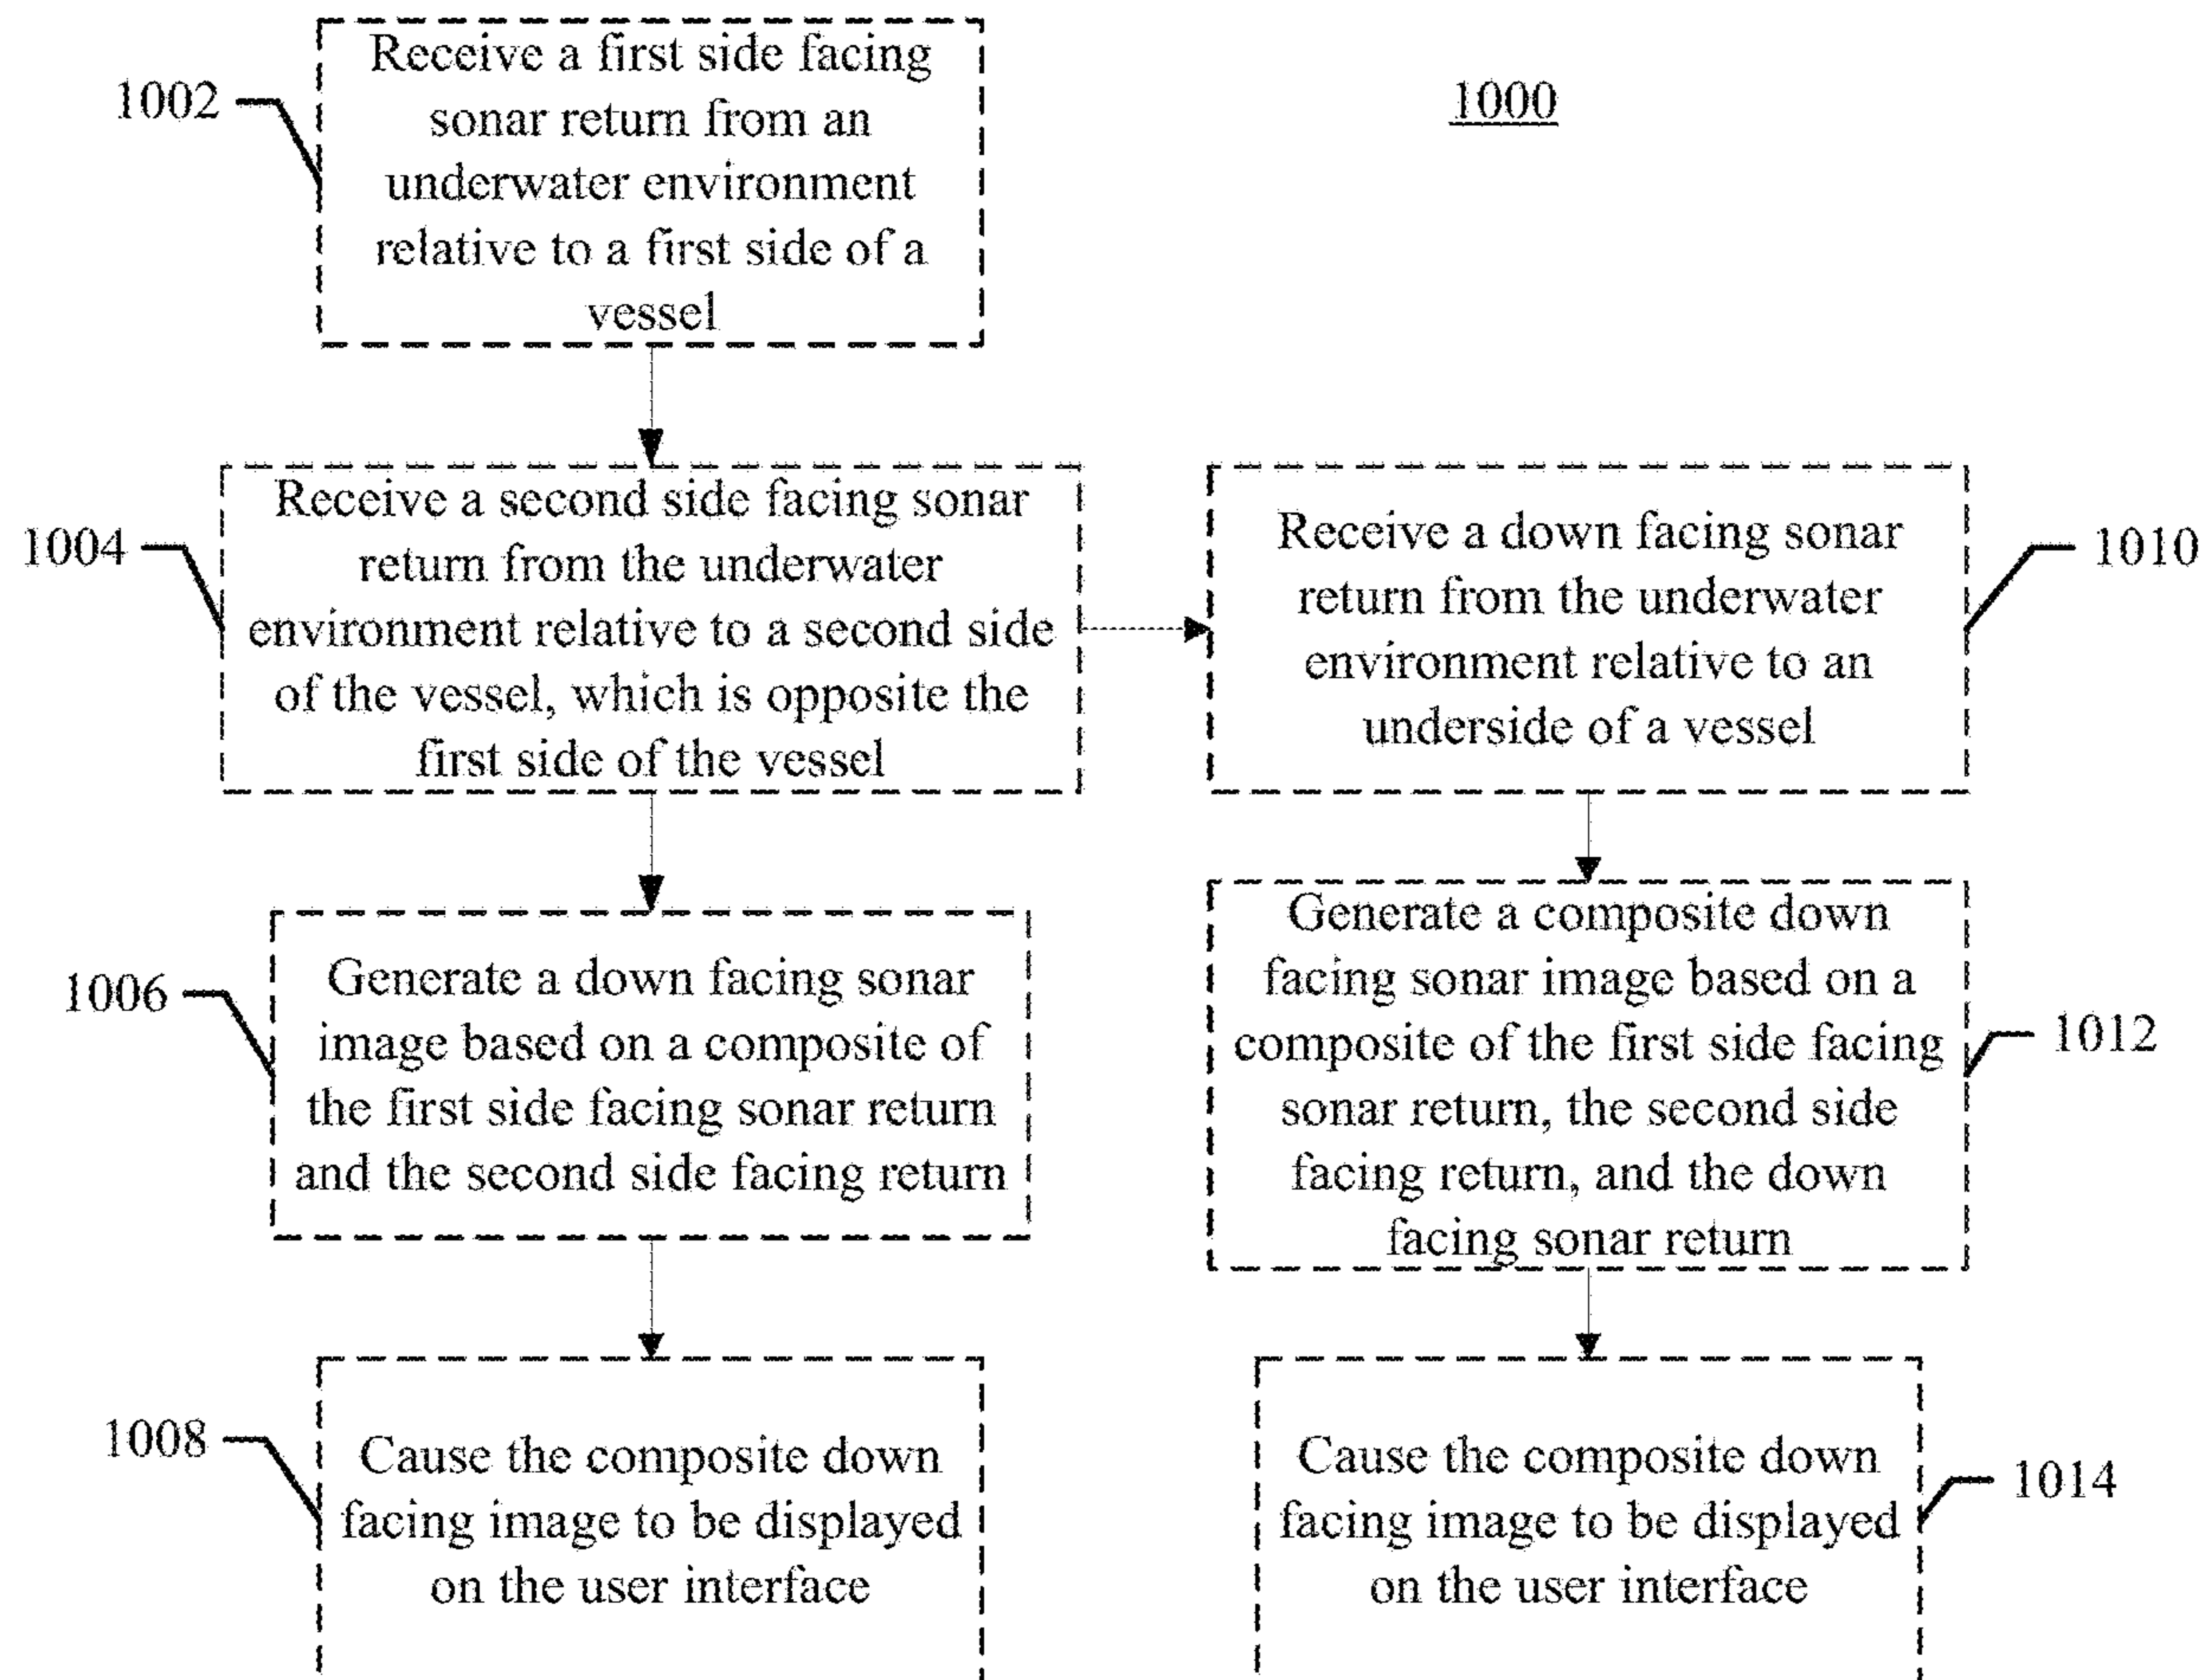 1000
1002
Receive a first side facing
sonar return from an
underwater environment
relative to a first side of a
vessel
1004
Receive a second side facing sonar
return from the underwater
environment relative to a second side
of the vessel, which is opposite the
first side of the vessel
1006
Generate a down facing sonar
image based on a composite of
the first side facing sonar return
and the second side facing return
1008
Cause the composite down
facing image to be displayed
on the user interface
1010
Receive a down facing sonar
return from the underwater
environment relative to an
underside of a vessel
1012
Generate a composite down
facing sonar image based on a
composite of the first side facing
sonar return, the second side
facing return, and the down
facing sonar return
1014
Cause the composite down
facing image to be displayed
on the user interface